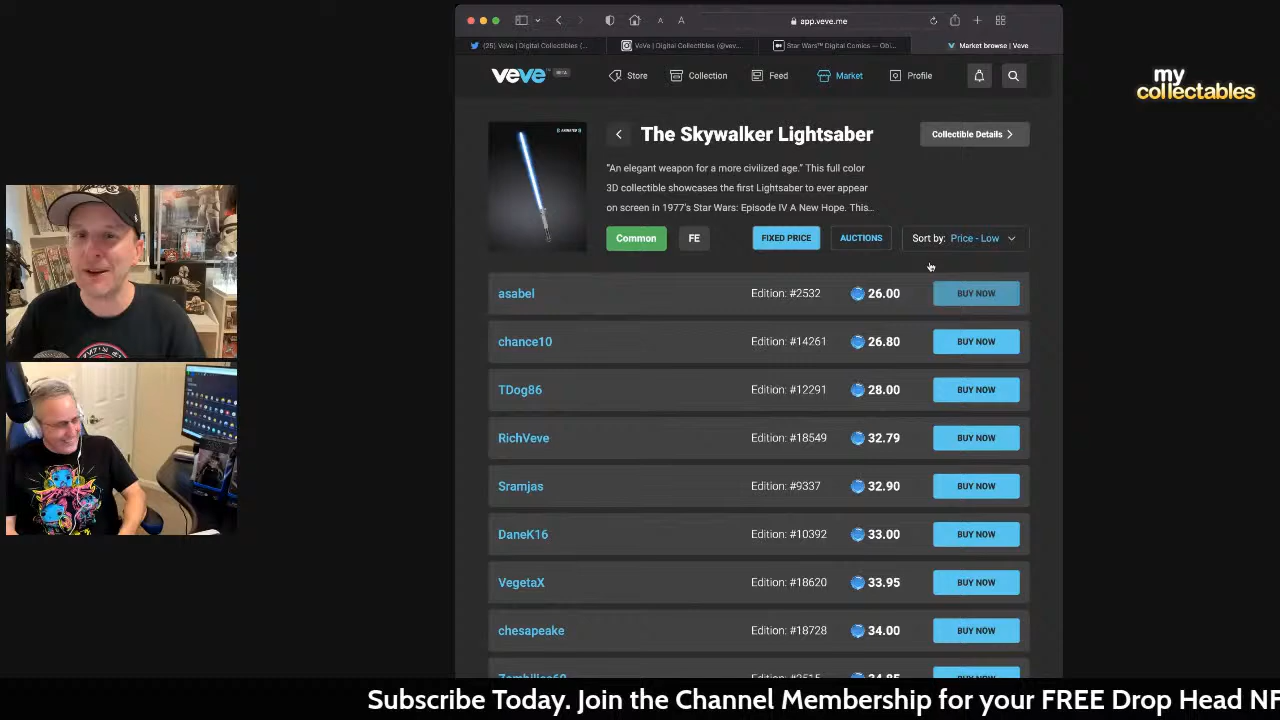 app.veve.me
(25) VeVe | Digital Collectibles (...
VeVe | Digital Collectibles (@vev...
Star Wars™ Digital Comics — Obi...
Market browse | Veve
veve BETA
Store
Collection
Feed
Market
Profile
my
collectables
ANIMATED
The Skywalker Lightsaber
Collectible Details
"An elegant weapon for a more civilized age." This full color
3D collectible showcases the first Lightsaber to ever appear
on screen in 1977's Star Wars: Episode IV A New Hope. This...
Common
FE
FIXED PRICE
AUCTIONS
Sort by: Price - Low
asabel Edition: #2532 26.00 BUY NOW
chance10 Edition: #14261 26.80 BUY NOW
TDog86 Edition: #12291 28.00 BUY NOW
RichVeve Edition: #18549 32.79 BUY NOW
Sramjas Edition: #9337 32.90 BUY NOW
DaneK16 Edition: #10392 33.00 BUY NOW
VegetaX Edition: #18620 33.95 BUY NOW
chesapeake Edition: #18728 34.00 BUY NOW
Subscribe Today. Join the Channel Membership for your FREE Drop Head NF